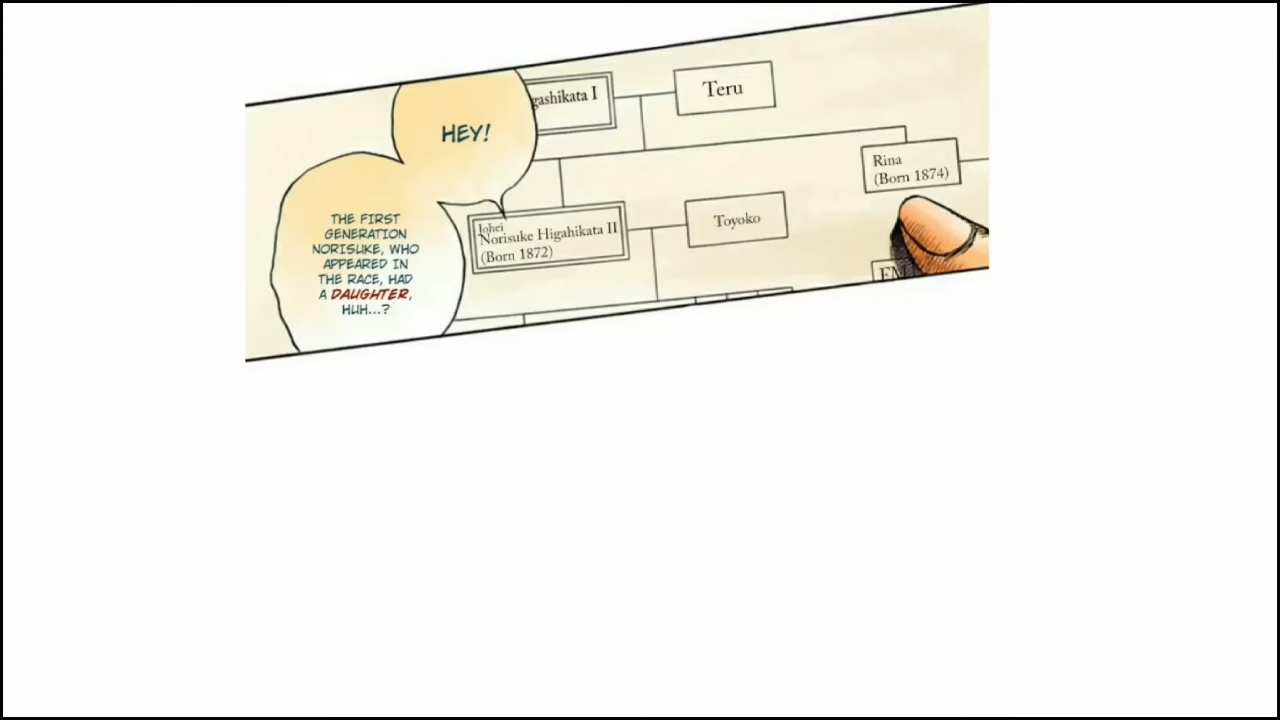 HEY!
THE FIRST
GENERATION
NORISUKE, WHO
APPEARED IN
THE RACE, HAD
A DAUGHTER,
HUH...?
gashikata I
Teru
Rina
(Born 1874)
Johei
Norisuke Higahikata II
(Born 1872)
Toyoko